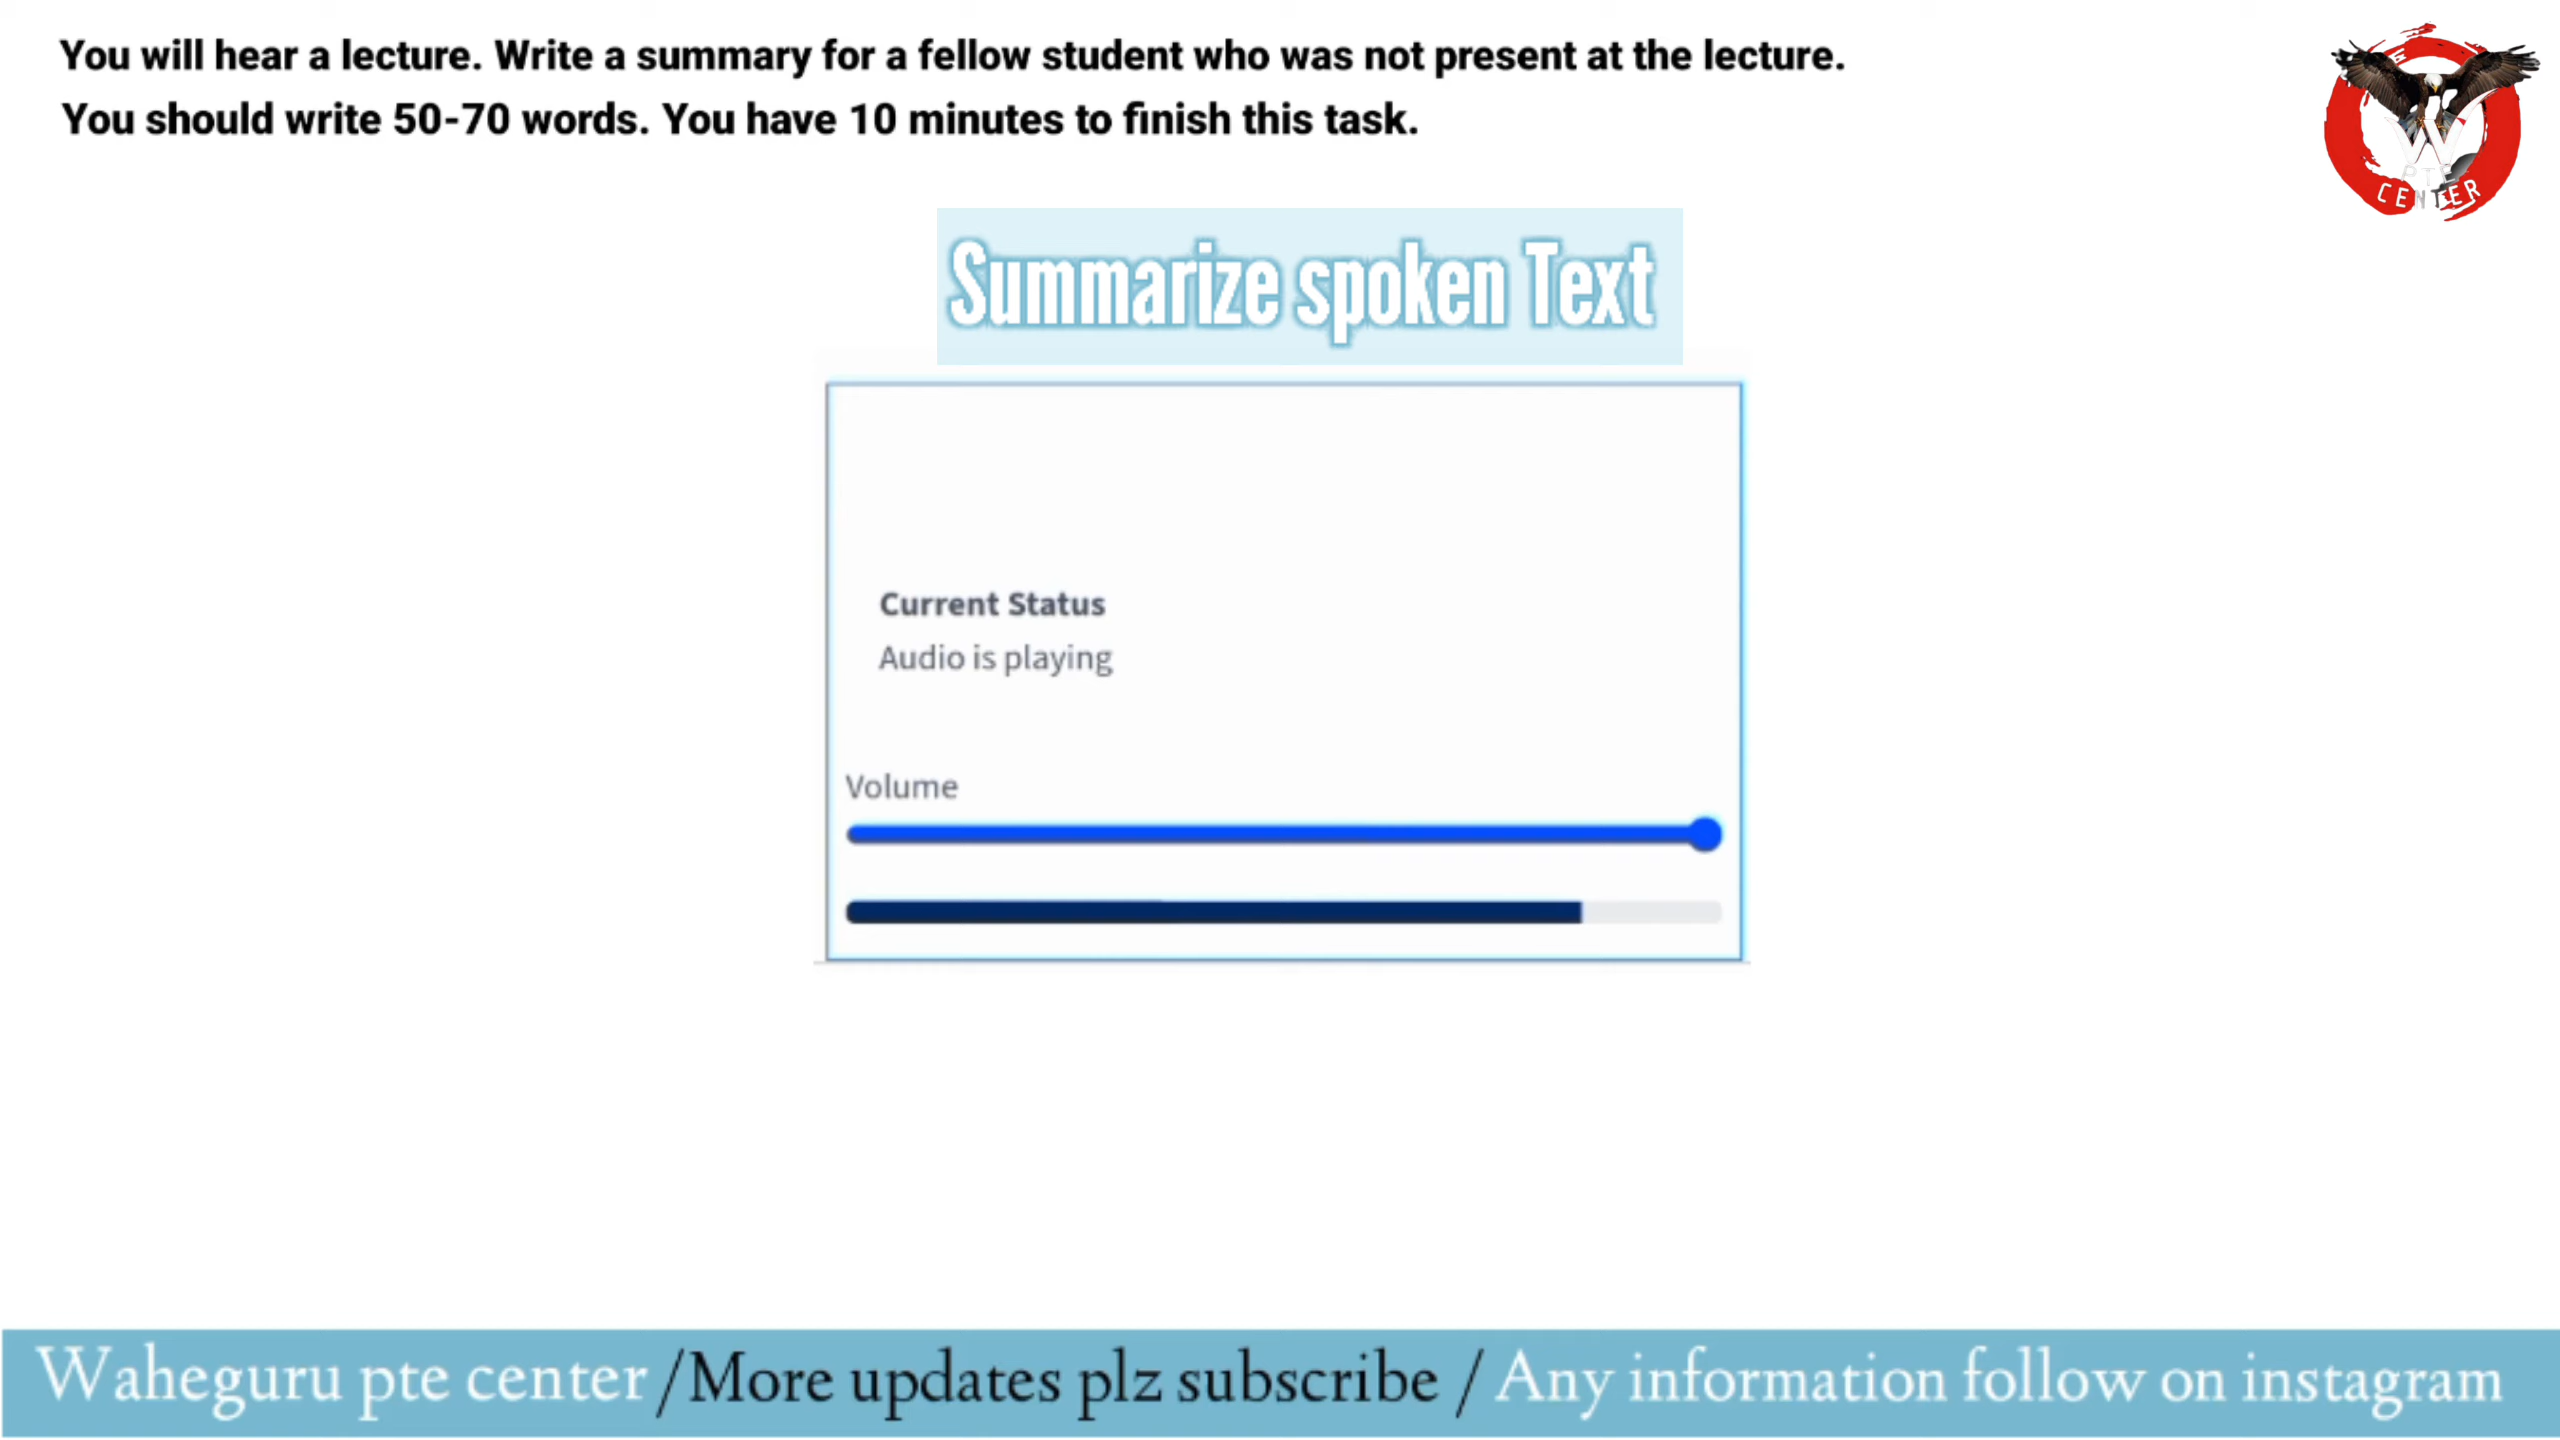 You will hear a lecture. Write a summary for a fellow student who was not present at the lecture.
You should write 50-70 words. You have 10 minutes to finish this task.
W
PTE
CENTER
Summarize spoken Text
Current Status
Audio is playing
Volume
Waheguru pte center /More updates plz subscribe / Any information follow on instagram